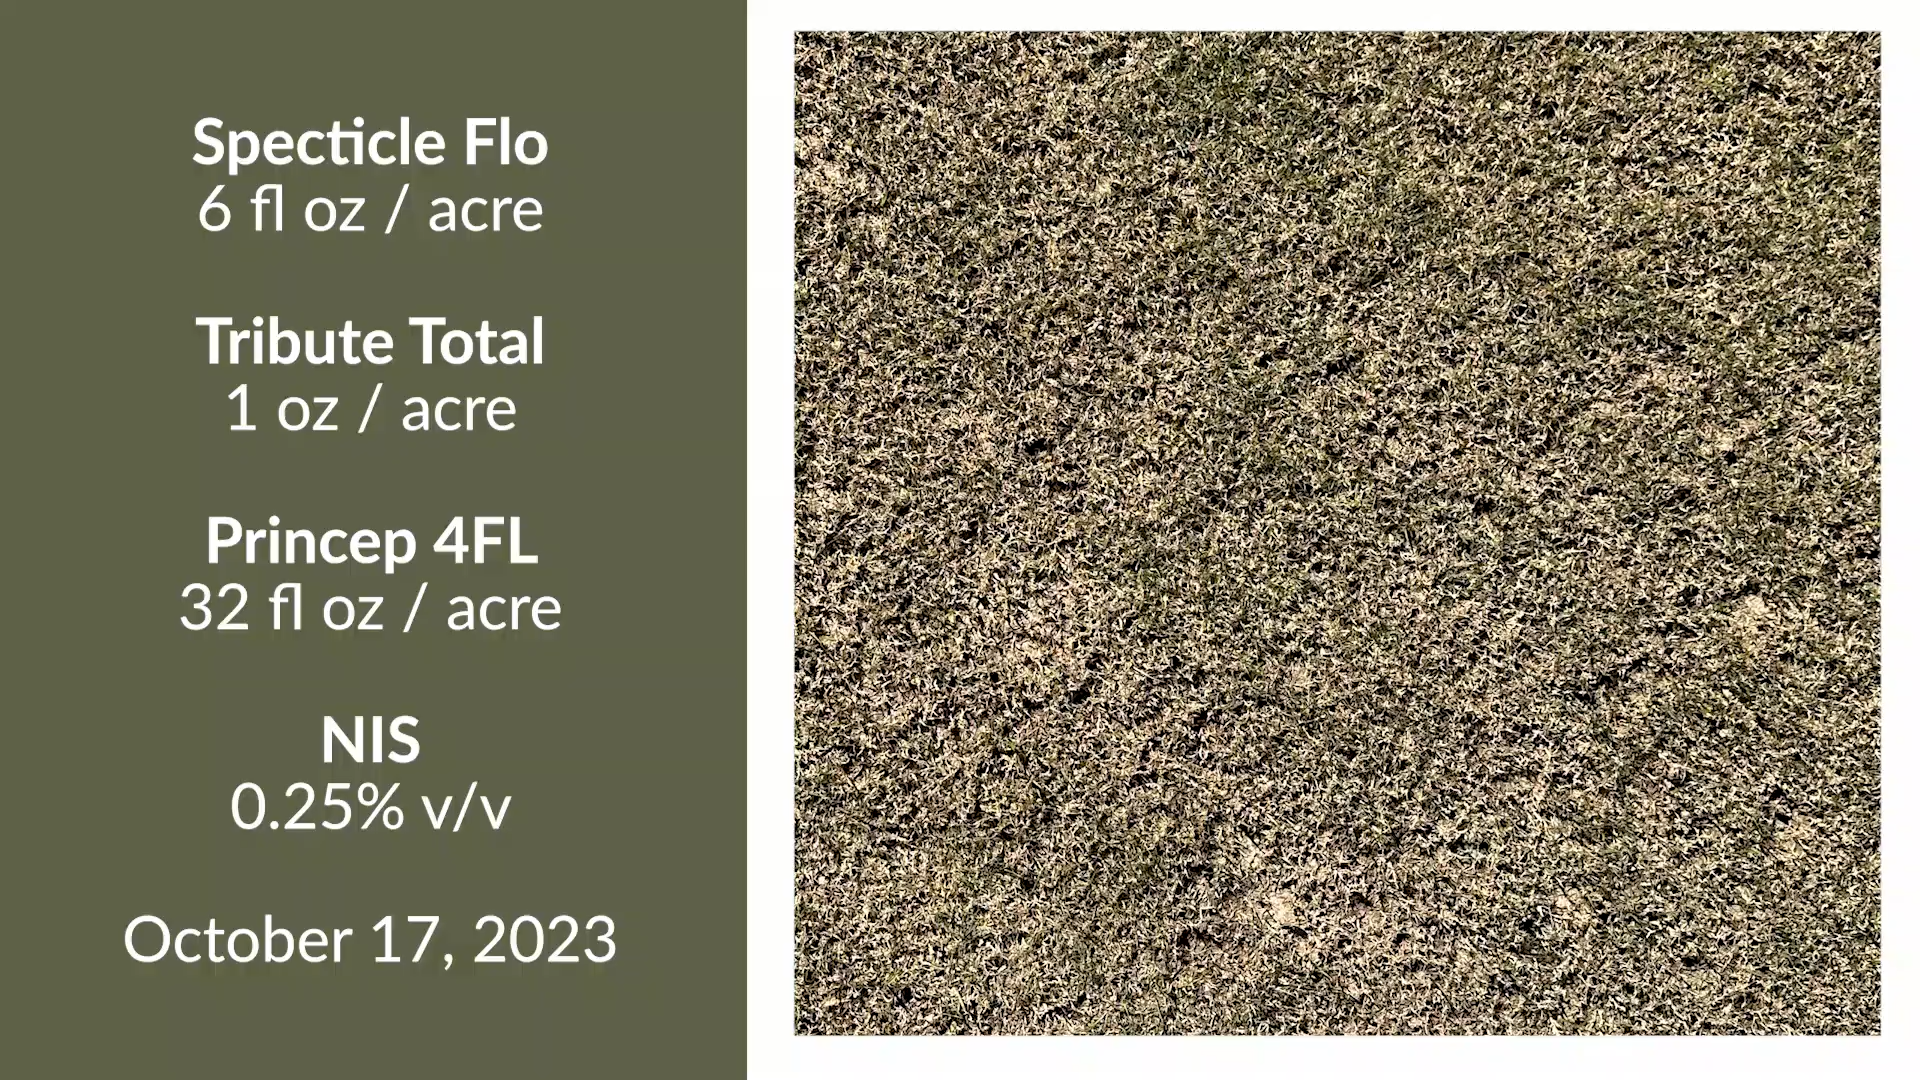 Specticle Flo
6 fl oz / acre
Tribute Total
1 oz / acre
Princep 4FL
32 fl oz / acre
NIS
0.25% v/v
October 17, 2023